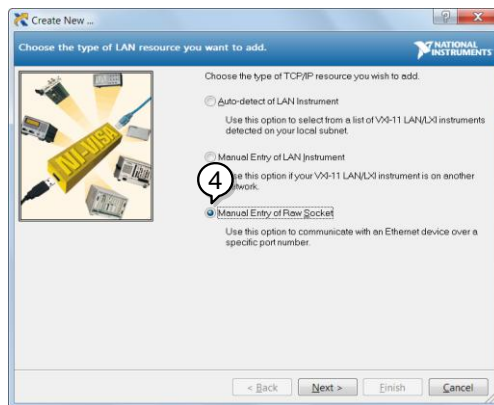 Create New ...
Choose the type of LAN resource you want to add.
NATIONAL
INSTRUMENTS
Choose the type of TCP/IP resource you wish to add.
Auto-detect of LAN Instrument
Use this option to select from a list of VXI-11 LAN/LXI instruments
detected on your local subnet.
Manual Entry of LAN Instrument
this option if your VXI-11 LAN/LXI instrument is on another
4
Manual Entry of Raw Socket
Use this option to communicate with an Ethernet device over a
specific port number.
NI-VISA
< Back
Next >
Finish
Cancel